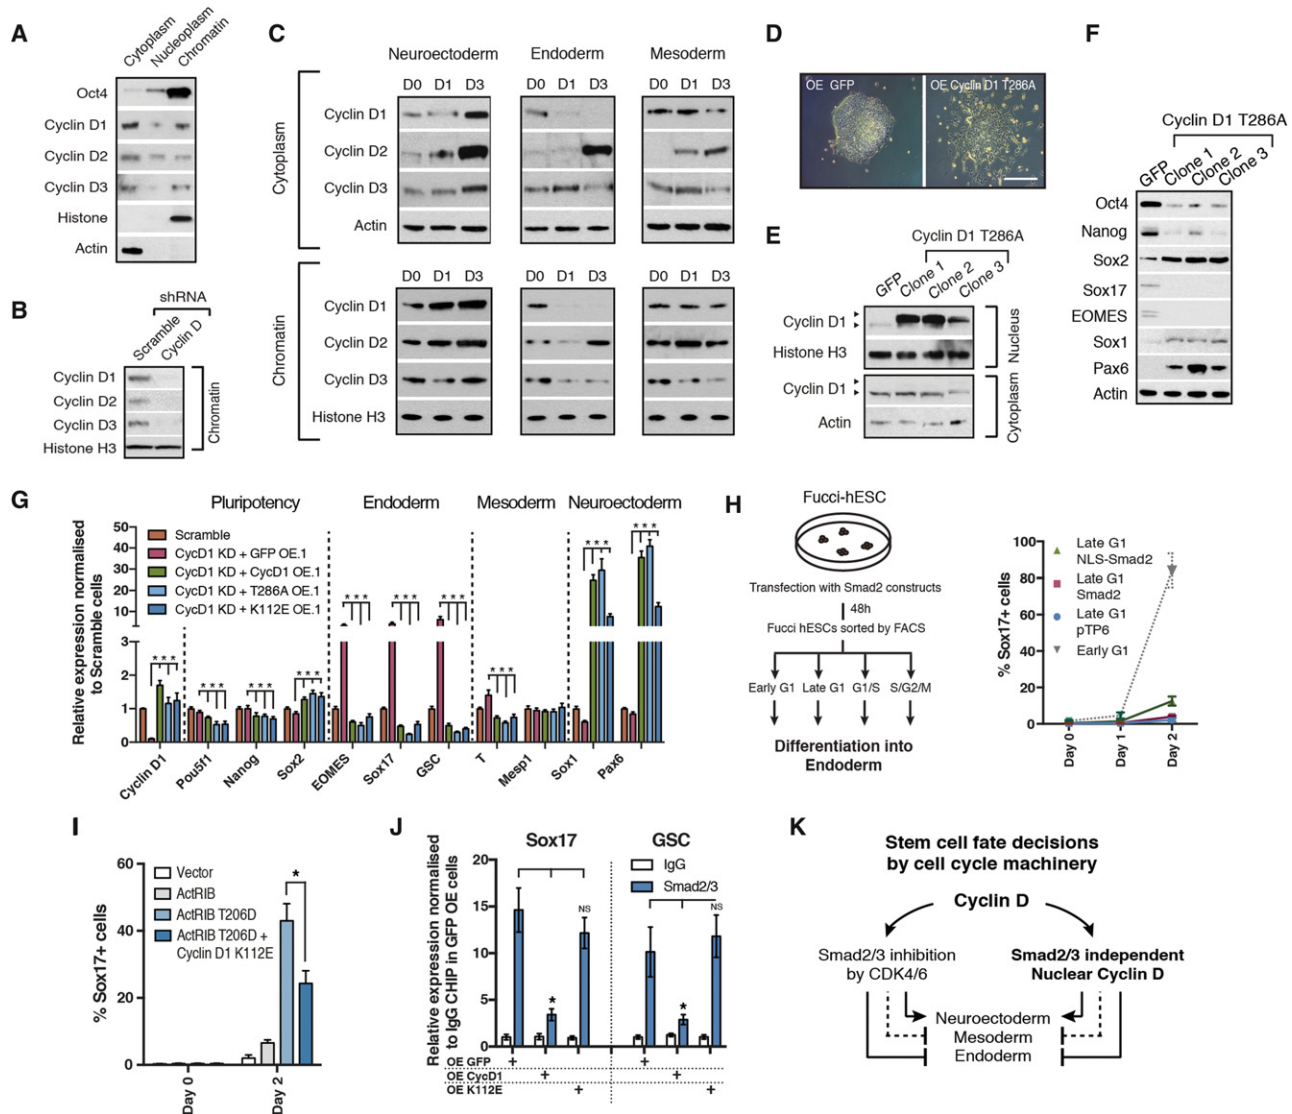 A
Cytoplasm
Nucleoplasm
Chromatin
Oct4
Cyclin D1
Cyclin D2
Cyclin D3
Histone
Actin
B
shRNA
Scramble
Cyclin D
Cyclin D1
Cyclin D2
Cyclin D3
Histone H3
Chromatin
C
Neuroectoderm Endoderm Mesoderm
D0 D1 D3 D0 D1 D3 D0 D1 D3
Cytoplasm
Cyclin D1
Cyclin D2
Cyclin D3
Actin
D0 D1 D3 D0 D1 D3 D0 D1 D3
Chromatin
Cyclin D1
Cyclin D2
Cyclin D3
Histone H3
D
OE GFP
OE Cyclin D1 T286A
E
Cyclin D1 T286A
GFP
Clone 1
Clone 2
Clone 3
Cyclin D1
Histone H3
Nucleus
Cyclin D1
Actin
Cytoplasm
F
Cyclin D1 T286A
GFP
Clone 1
Clone 2
Clone 3
Oct4
Nanog
Sox2
Sox17
EOMES
Sox1
Pax6
Actin
G
Pluripotency Endoderm Mesoderm Neuroectoderm
Relative expression normalised
to Scramble cells
50
40
30
20
10
3
2
1
0
Scramble
CycD1 KD + GFP OE.1
CycD1 KD + CycD1 OE.1
CycD1 KD + T286A OE.1
CycD1 KD + K112E OE.1
* * *
* * *
* * *
* * *
* * *
* * *
* * *
* * *
* * *
* * *
Cyclin D1
Pou5f1
Nanog
Sox2
EOMES
Sox17
GSC
T
Mesp1
Sox1
Pax6
H
Fucci-hESC
Transfection with Smad2 constructs
48h
Fucci hESCs sorted by FACS
Early G1 Late G1 G1/S S/G2/M
Differentiation into
Endoderm
% Sox17+ cells
100
80
60
40
20
0
Late G1
NLS-Smad2
Late G1
Smad2
Late G1
pTP6
Early G1
Day 0
Day 1
Day 2
I
% Sox17+ cells
60
40
20
0
Vector
ActRIB
ActRIB T206D
ActRIB T206D +
Cyclin D1 K112E
*
Day 0
Day 2
J
Sox17 GSC
Relative expression normalised
to IgG CHIP in GFP OE cells
20
15
10
5
0
IgG
Smad2/3
NS
NS
*
*
OE GFP + +
OE CycD1 + +
OE K112E + +
K
Stem cell fate decisions
by cell cycle machinery
Cyclin D
Smad2/3 inhibition
by CDK4/6
Smad2/3 independent
Nuclear Cyclin D
Neuroectoderm
Mesoderm
Endoderm